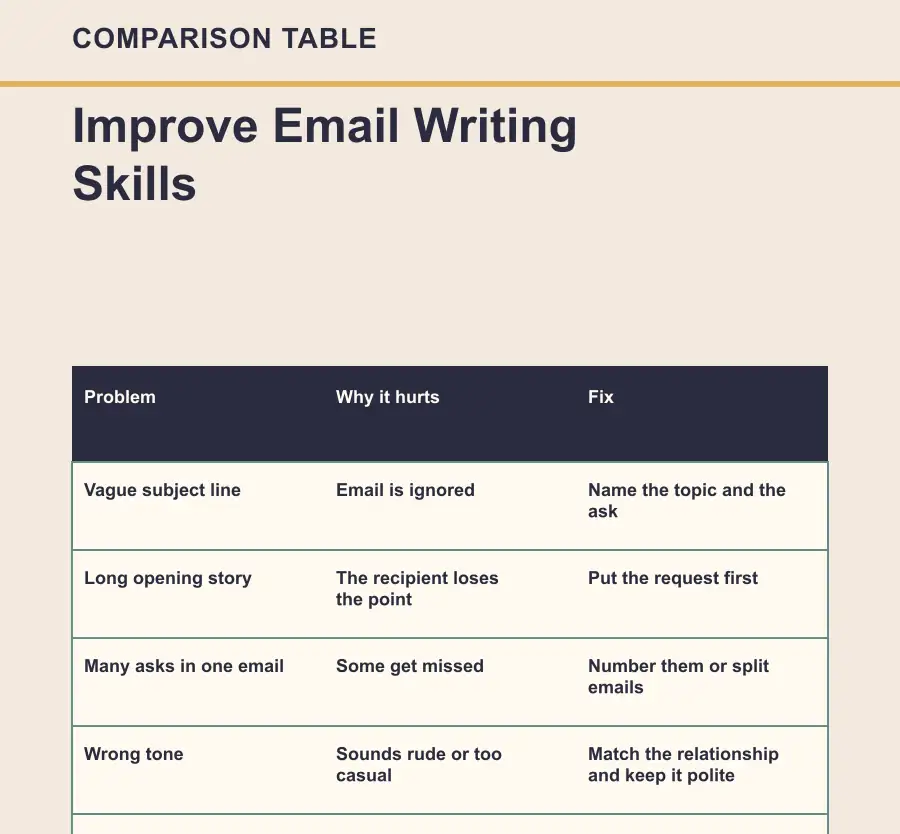 COMPARISON TABLE
Improve Email Writing
Skills
Problem
Why it hurts
Fix
Vague subject line
Email is ignored
Name the topic and the
ask
Long opening story
The recipient loses
the point
Put the request first
Many asks in one email
Some get missed
Number them or split
emails
Wrong tone
Sounds rude or too
casual
Match the relationship
and keep it polite